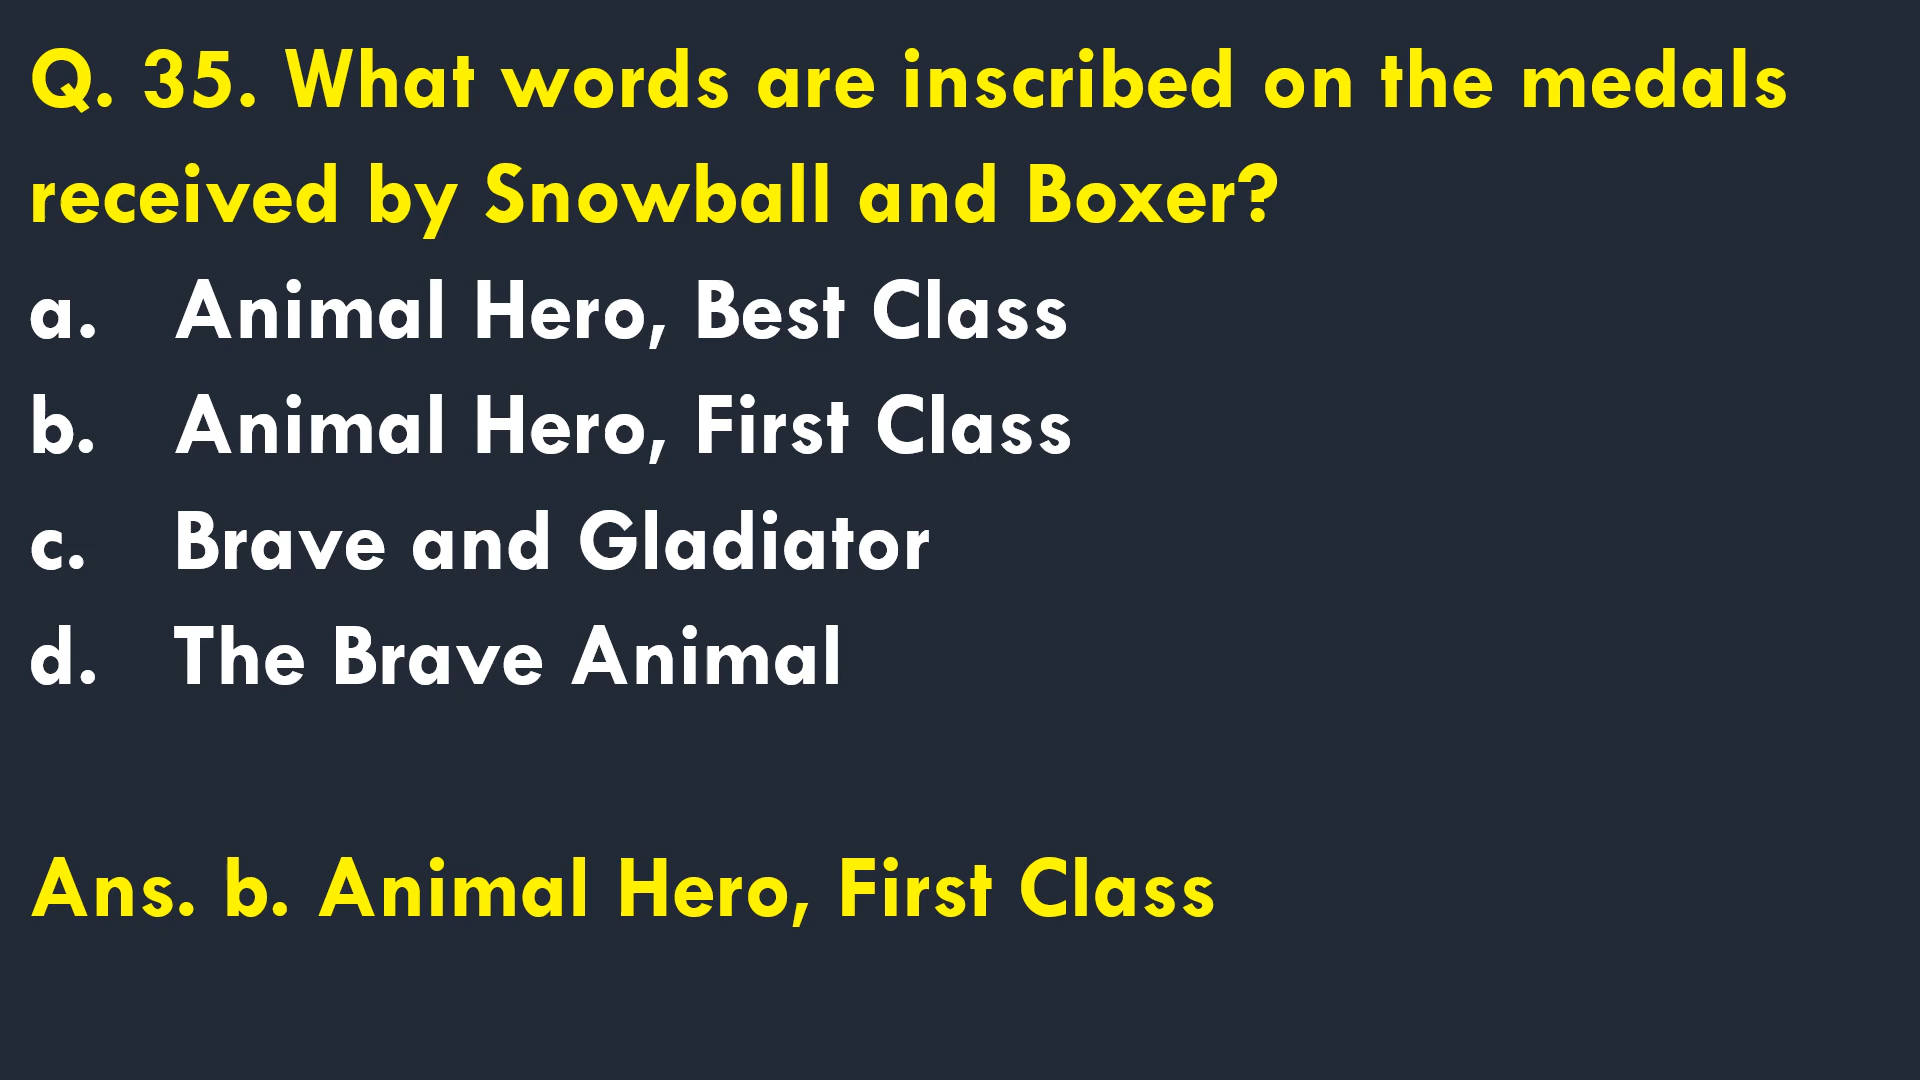 Q. 35. What words are inscribed on the medals
received by Snowball and Boxer?
a. Animal Hero, Best Class
b. Animal Hero, First Class
c. Brave and Gladiator
d. The Brave Animal
Ans. b. Animal Hero, First Class